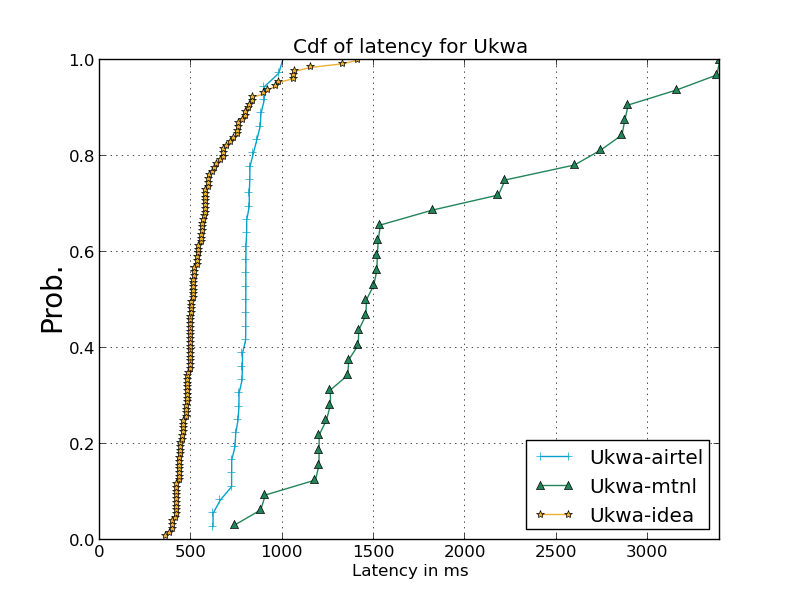 Cdf of latency for Ukwa
1.0
0.8
0.6
0.4
0.2
0.0
Prob.
0 500 1000 1500 2000 2500 3000
Latency in ms
Ukwa-airtel
Ukwa-mtnl
Ukwa-idea